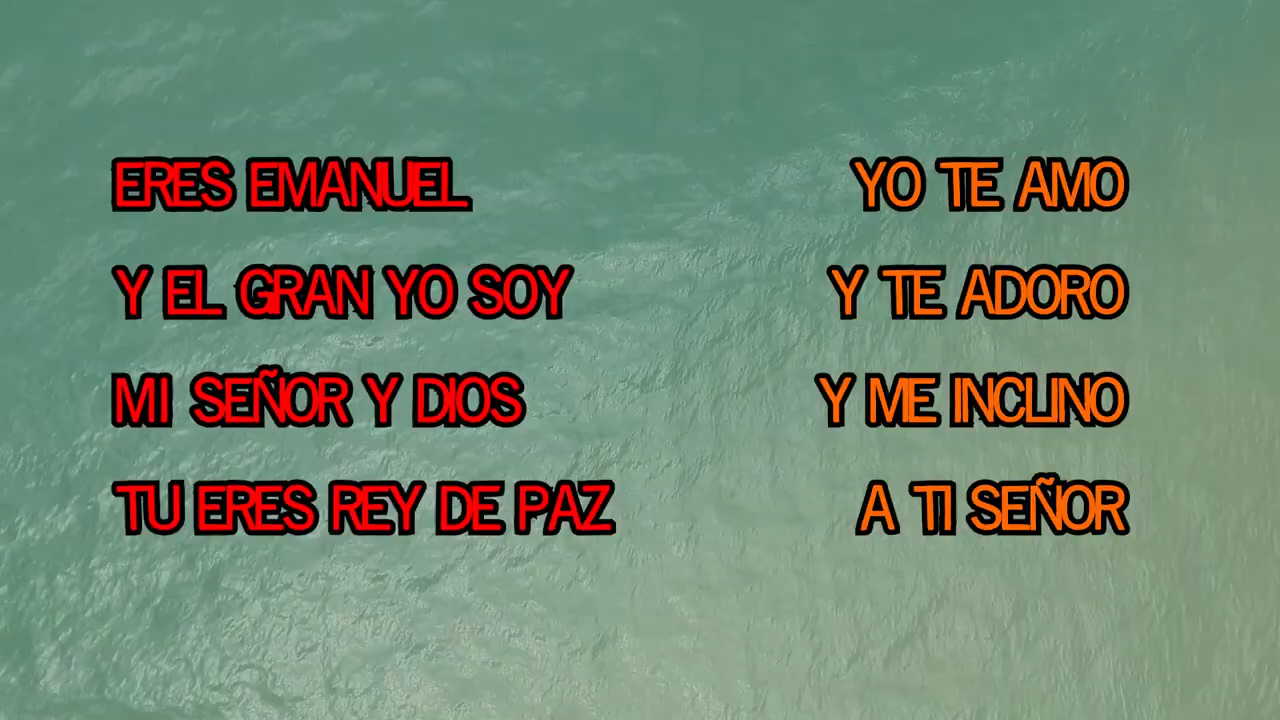 ERES EMANUEL
Y EL GRAN YO SOY
MI SEÑOR Y DIOS
TU ERES REY DE PAZ
YO TE AMO
Y TE ADORO
Y ME INCLINO
A TI SEÑOR